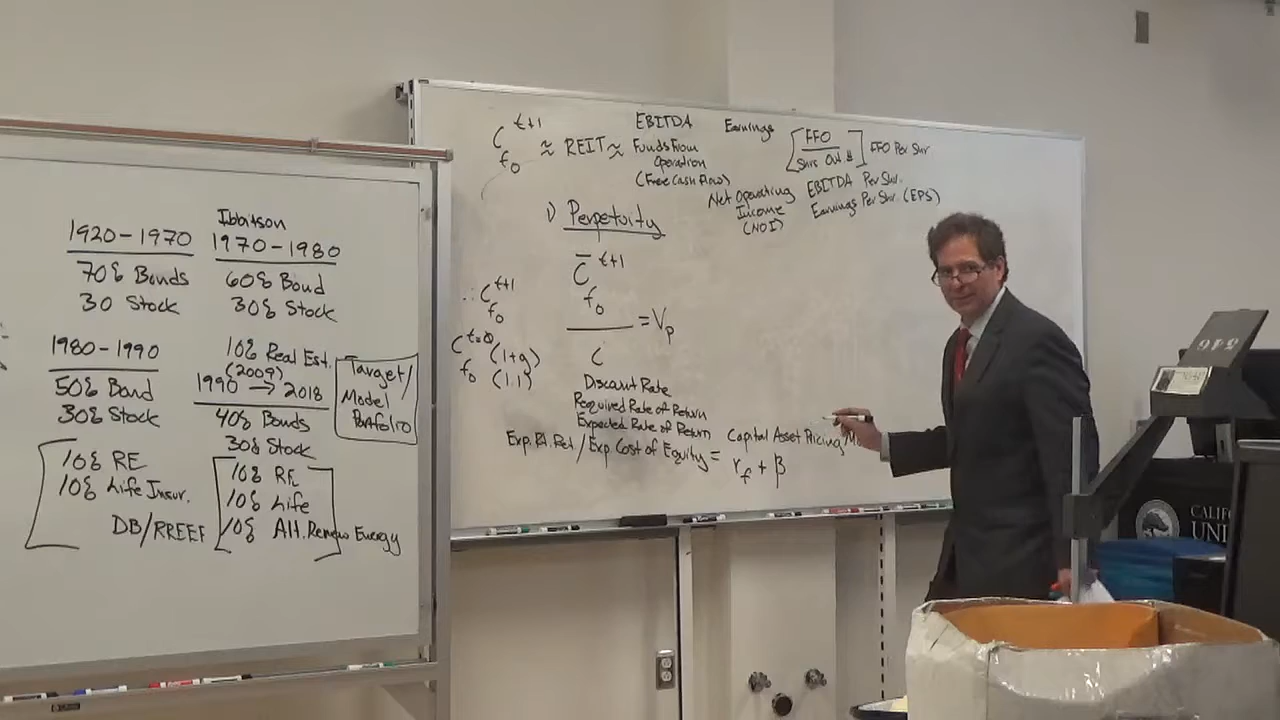 Ibbitson
1920-1970
70% Bonds
30 Stock
1970-1980
60% Bond
30% Stock
10% Real Est.
(2009)
1980-1990
50% Bond
30% Stock
10% RE
10% Life Insur.
DB/RREEF
1990 → 2018
40% Bonds
30% Stock
10% RE
10% Life
10% Alt. Renew Energy
Target/
Model
Portfolio
C t+1
f0
≈ REIT ≈
EBITDA
Funds From
Operation
(Free Cash Flow)
Earnings
Net Operating
Income
(NOI)
[FFO
Shrs Out #]
FFO Per Shr
EBITDA Per Shr.
Earnings Per Shr. (EPS)
1) Perpetuity
C̄ t+1
f0
= Vp
i
∴ C t+1
f0
C t=0 (1+g)
f0 (1.1)
Discount Rate
Required Rate of Return
Expected Rate of Return
Exp. Rt. Ret. / Exp Cost of Equity =
Capital Asset Pricing
rf + β
546
CALIFO
UNI